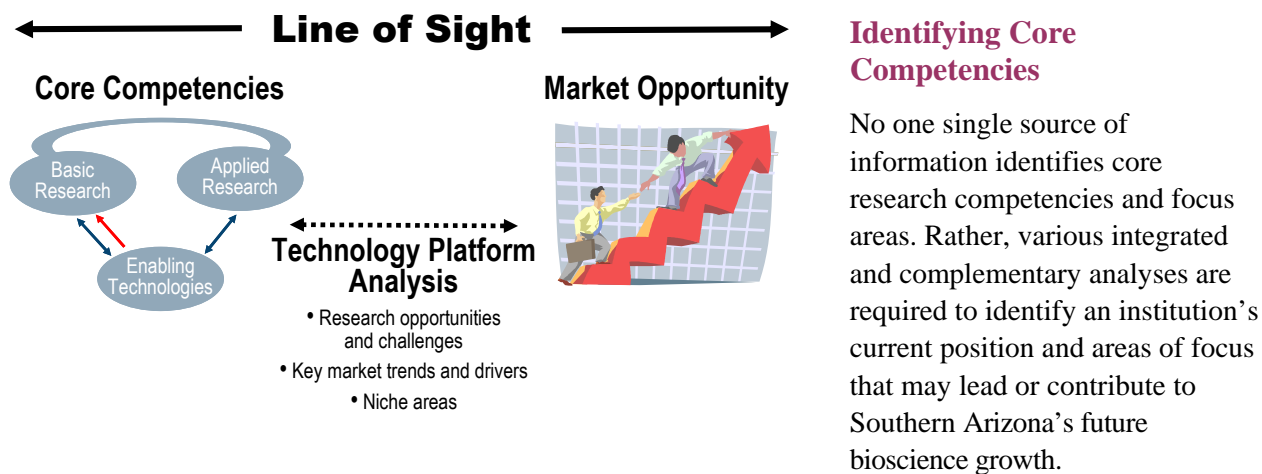 Line of Sight
Core Competencies
Basic
Research
Applied
Research
Enabling
Technologies
Technology Platform
Analysis
• Research opportunities
and challenges
• Key market trends and drivers
• Niche areas
Market Opportunity
Identifying Core
Competencies
No one single source of
information identifies core
research competencies and focus
areas. Rather, various integrated
and complementary analyses are
required to identify an institution’s
current position and areas of focus
that may lead or contribute to
Southern Arizona’s future
bioscience growth.